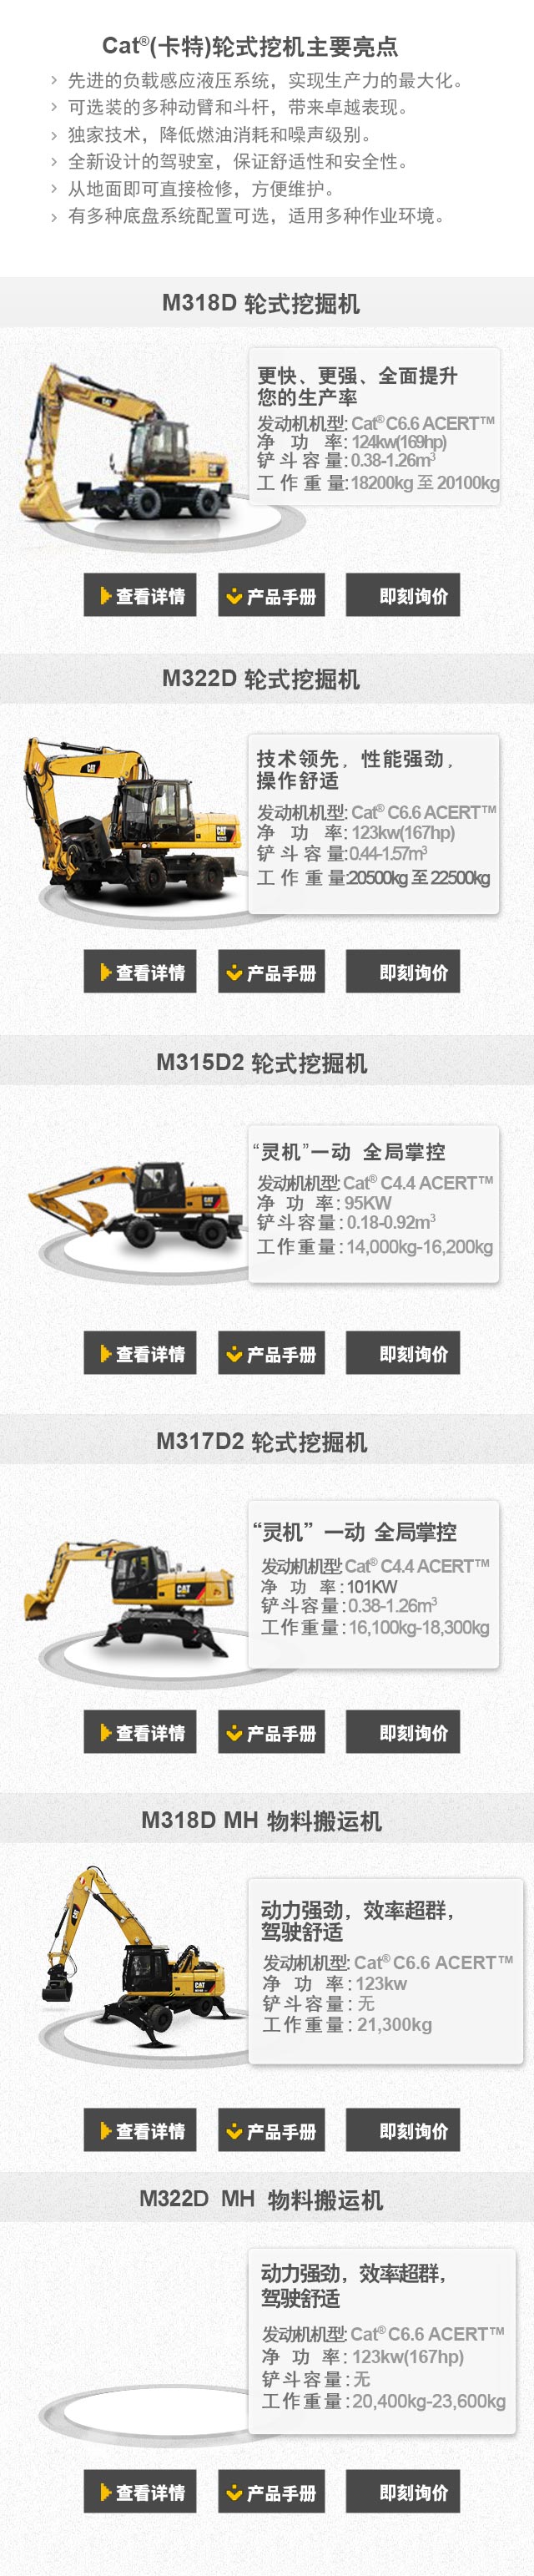 Cat®(卡特)轮式挖机主要亮点
先进的负载感应液压系统，实现生产力的最大化。
可选装的多种动臂和斗杆，带来卓越表现。
独家技术，降低燃油消耗和噪声级别。
全新设计的驾驶室，保证舒适性和安全性。
从地面即可直接检修，方便维护。
有多种底盘系统配置可选，适用多种作业环境。
M318D 轮式挖掘机
更快、更强、全面提升
您的生产率
发动机机型: Cat® C6.6 ACERT™
净 功 率: 124kw(169hp)
铲斗容量: 0.38-1.26m³
工作重量: 18200kg 至 20100kg
查看详情 产品手册 即刻询价
M322D 轮式挖掘机
技术领先，性能强劲，
操作舒适
发动机机型: Cat® C6.6 ACERT™
净 功 率: 123kw(167hp)
铲斗容量: 0.44-1.57m³
工作重量: 20500kg 至 22500kg
CAT
查看详情 产品手册 即刻询价
M315D2 轮式挖掘机
“灵机”一动 全局掌控
发动机机型: Cat® C4.4 ACERT™
净 功 率: 95KW
铲斗容量: 0.18-0.92m³
工作重量: 14,000kg-16,200kg
查看详情 产品手册 即刻询价
M317D2 轮式挖掘机
“灵机” 一动 全局掌控
发动机机型: Cat® C4.4 ACERT™
净 功 率: 101KW
铲斗容量: 0.38-1.26m³
工作重量: 16,100kg-18,300kg
CAT
查看详情 产品手册 即刻询价
M318D MH 物料搬运机
动力强劲，效率超群，
驾驶舒适
发动机机型: Cat® C6.6 ACERT™
净 功 率: 123kw
铲斗容量: 无
工作重量: 21,300kg
CAT
查看详情 产品手册 即刻询价
M322D MH 物料搬运机
动力强劲，效率超群，
驾驶舒适
发动机机型: Cat® C6.6 ACERT™
净 功 率: 123kw(167hp)
铲斗容量: 无
工作重量: 20,400kg-23,600kg
查看详情 产品手册 即刻询价